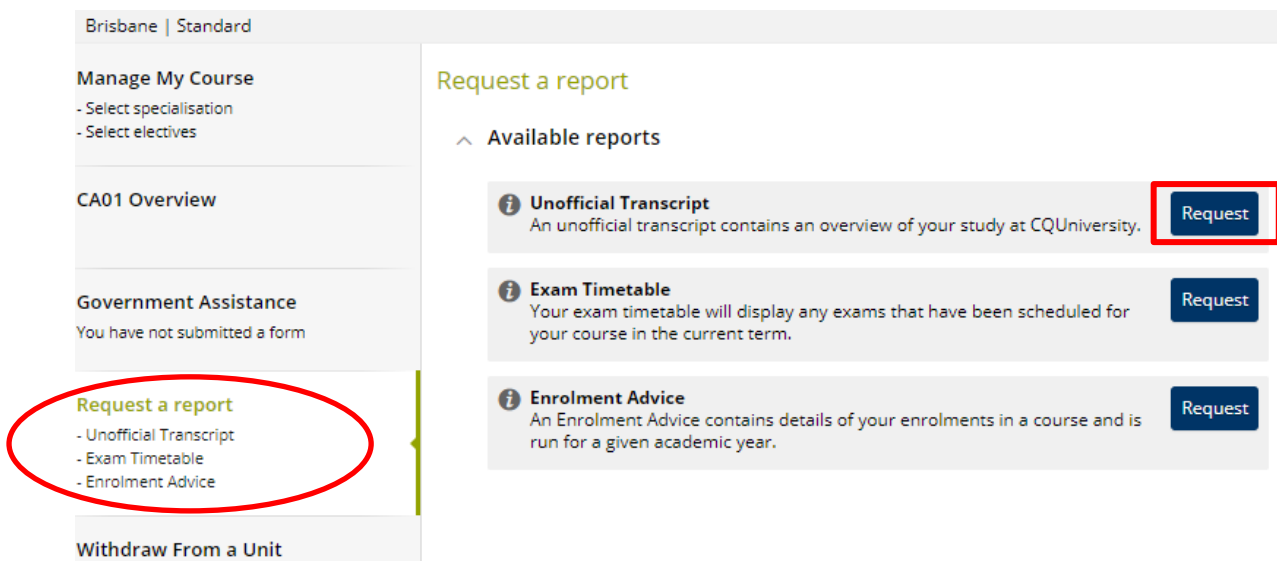 Brisbane | Standard
Manage My Course
- Select specialisation
- Select electives
CA01 Overview
Government Assistance
You have not submitted a form
Request a report
- Unofficial Transcript
- Exam Timetable
- Enrolment Advice
Withdraw From a Unit
Request a report
Available reports
Unofficial Transcript
An unofficial transcript contains an overview of your study at CQUniversity.
Request
Exam Timetable
Your exam timetable will display any exams that have been scheduled for
your course in the current term.
Request
Enrolment Advice
An Enrolment Advice contains details of your enrolments in a course and is
run for a given academic year.
Request